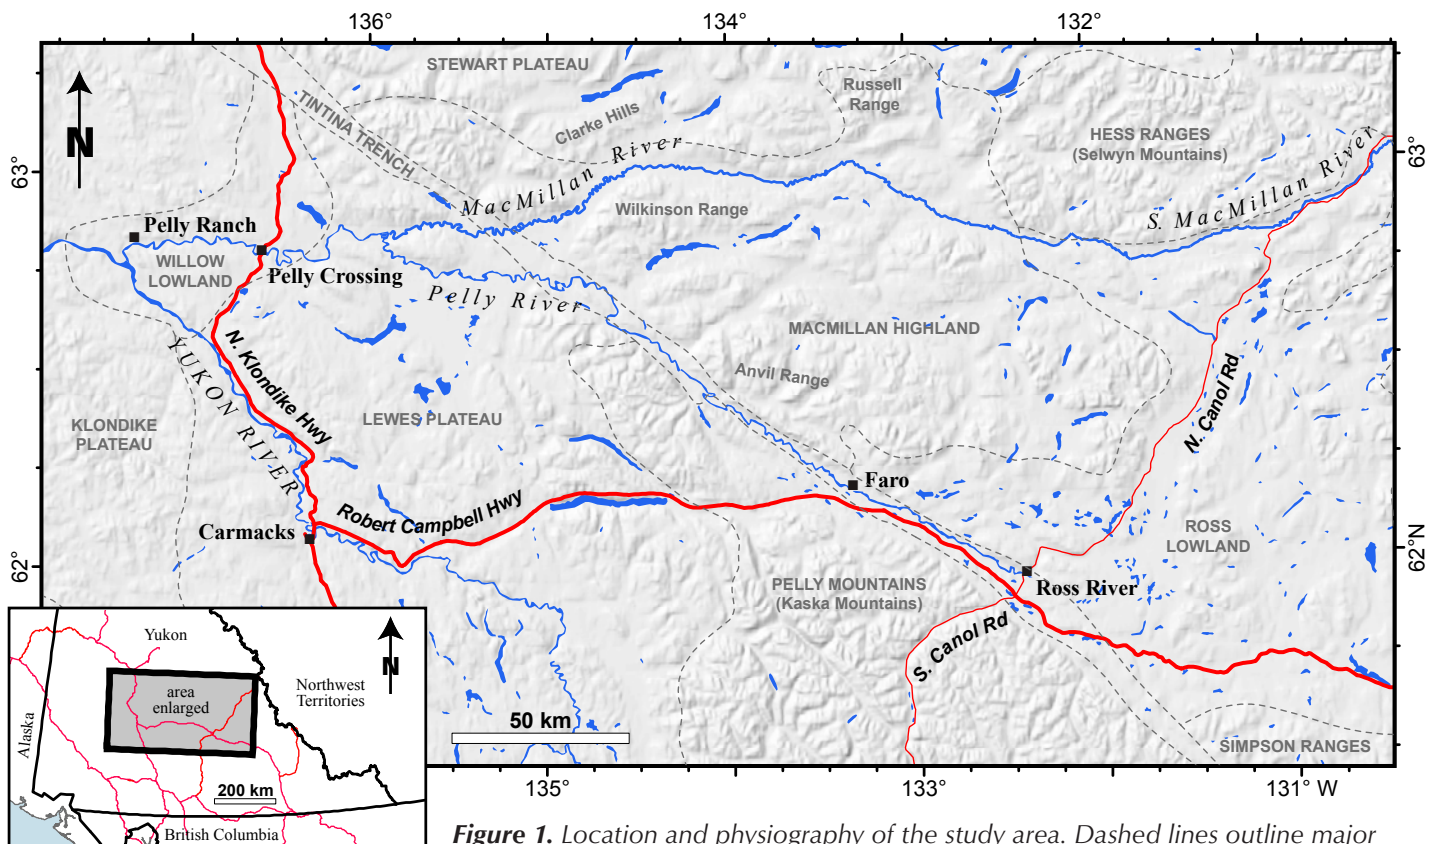 136°
134°
132°
STEWART PLATEAU
TINTINA TRENCH
Clarke Hills
Russell
Range
HESS RANGES
(Selwyn Mountains)
N
63°
63°
MacMillan River
S. MacMillan River
Wilkinson Range
Pelly Ranch
WILLOW
LOWLAND
Pelly Crossing
Pelly River
MACMILLAN HIGHLAND
Anvil Range
YUKON RIVER
N. Klondike Hwy
N. Canol Rd
KLONDIKE
PLATEAU
LEWES PLATEAU
Faro
Robert Campbell Hwy
Carmacks
ROSS
LOWLAND
62°
62°N
PELLY MOUNTAINS
(Kaska Mountains)
Ross River
S. Canol Rd
SIMPSON RANGES
50 km
135°
133°
131° W
Yukon
N
Northwest
Territories
area
enlarged
Alaska
200 km
British Columbia
Figure 1. Location and physiography of the study area. Dashed lines outline major